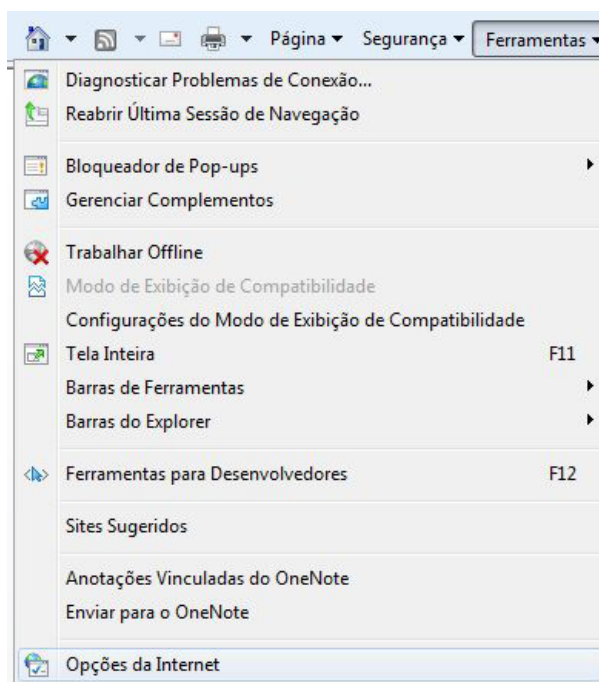 Página Segurança Ferramentas
Diagnosticar Problemas de Conexão...
Reabrir Última Sessão de Navegação
Bloqueador de Pop-ups
Gerenciar Complementos
Trabalhar Offline
Modo de Exibição de Compatibilidade
Configurações do Modo de Exibição de Compatibilidade
Tela Inteira F11
Barras de Ferramentas
Barras do Explorer
Ferramentas para Desenvolvedores F12
Sites Sugeridos
Anotações Vinculadas do OneNote
Enviar para o OneNote
Opções da Internet